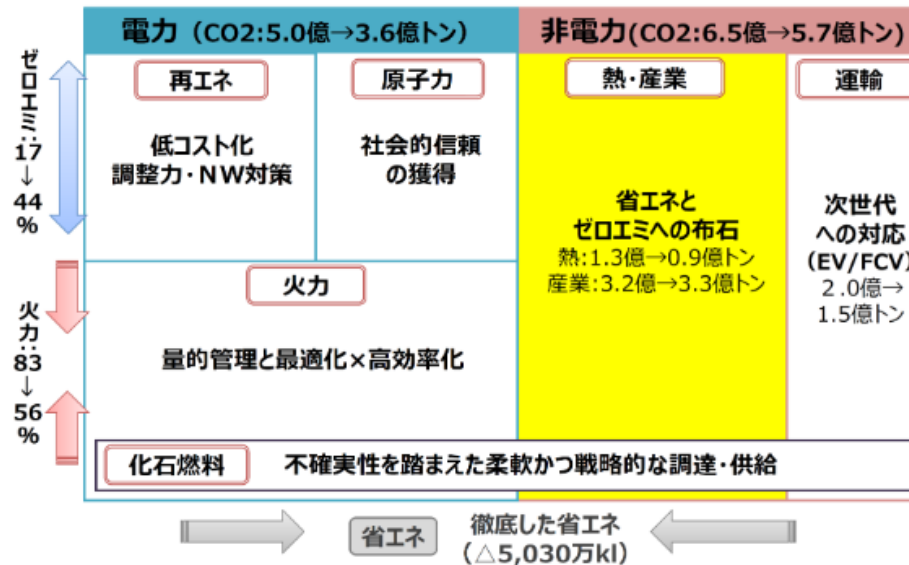 電力（CO2:5.0億→3.6億トン）
非電力(CO2:6.5億→5.7億トン)
ゼロエミ:17→44%
再エネ
低コスト化
調整力・NW対策
原子力
社会的信頼
の獲得
熱・産業
省エネと
ゼロエミへの布石
熱:1.3億→0.9億トン
産業:3.2億→3.3億トン
運輸
次世代
への対応
(EV/FCV)
２.0億→
1.5億トン
火力:83→56%
火力
量的管理と最適化×高効率化
化石燃料
不確実性を踏まえた柔軟かつ戦略的な調達・供給
省エネ
徹底した省エネ
（△5,030万kl）